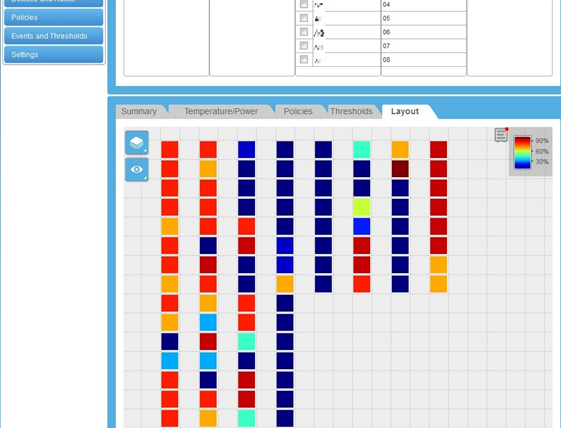 Policies
Events and Thresholds
Settings
04
05
06
07
08
Summary
Temperature/Power
Policies
Thresholds
Layout
90%
60%
30%